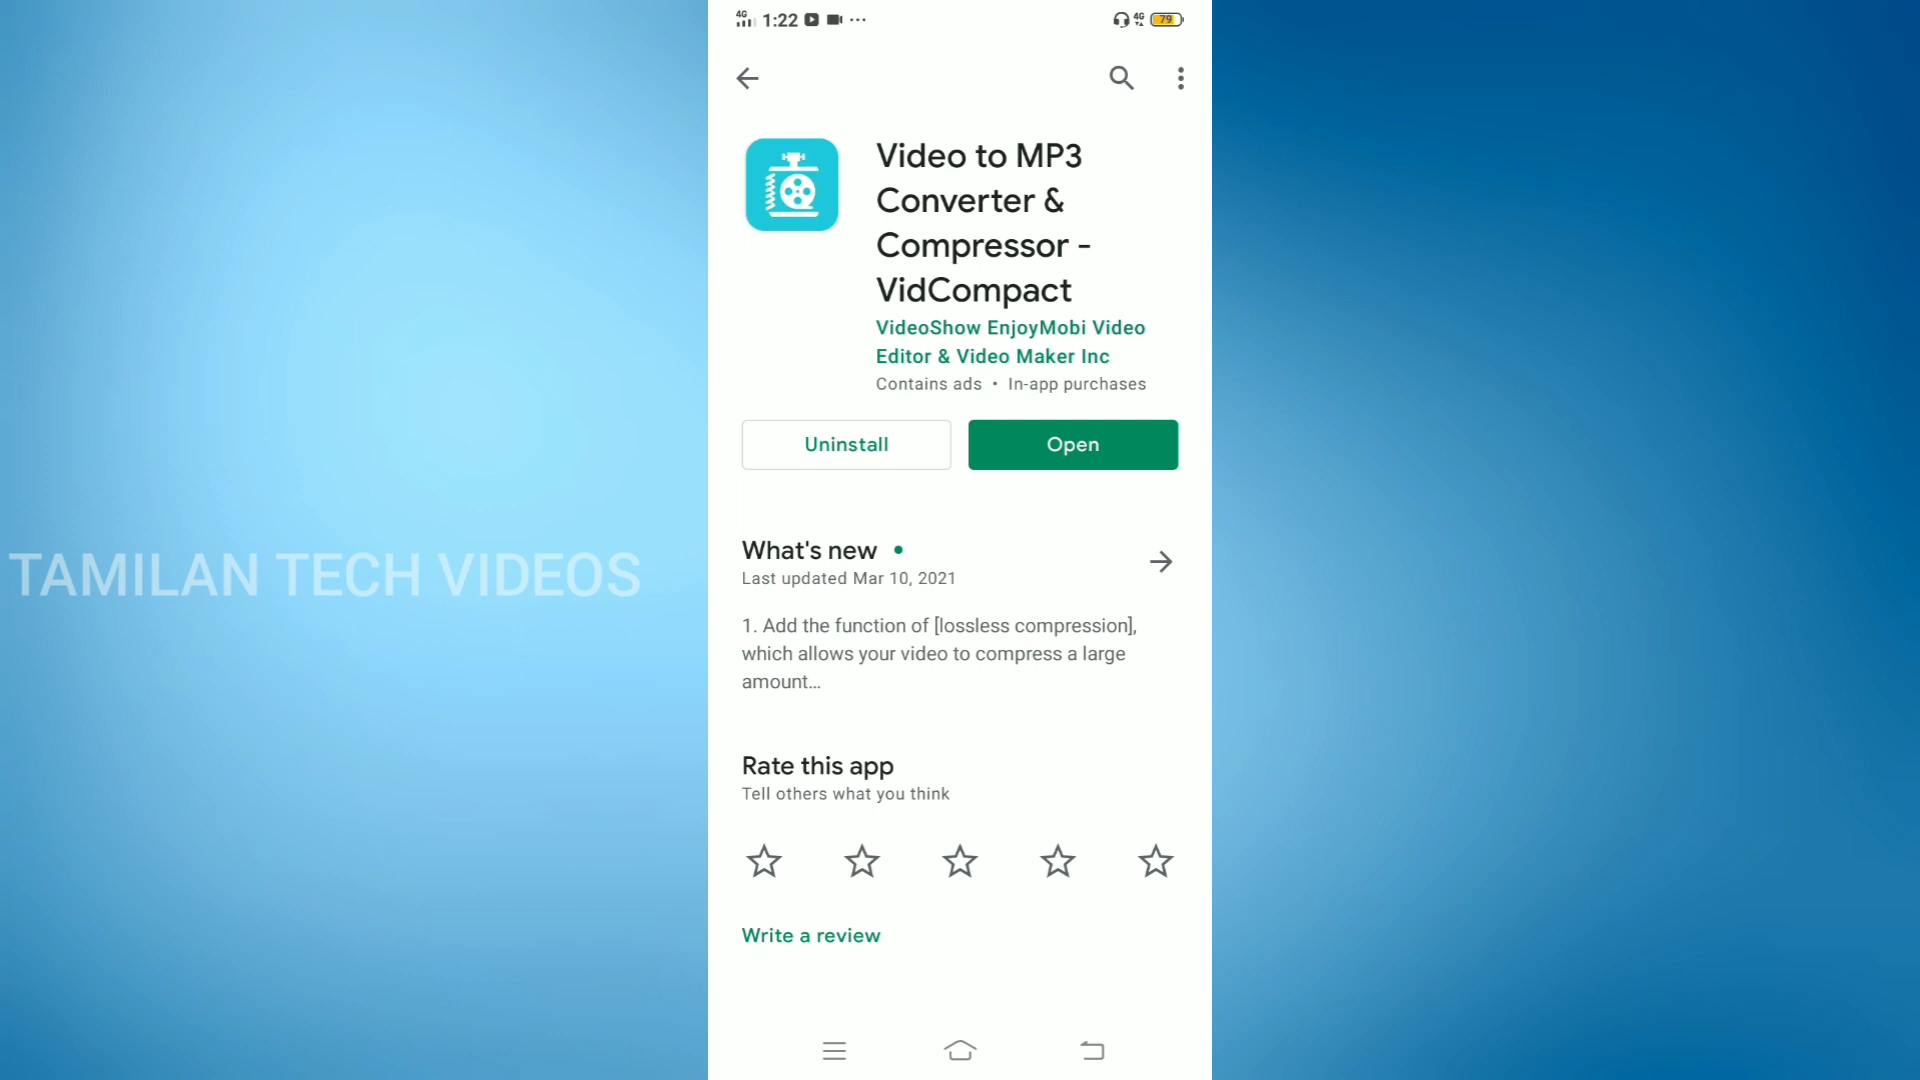 4G 1:22 ... 4G 79
Video to MP3
Converter &
Compressor -
VidCompact
VideoShow EnjoyMobi Video
Editor & Video Maker Inc
Contains ads • In-app purchases
Uninstall
Open
What's new •
Last updated Mar 10, 2021
1. Add the function of [lossless compression],
which allows your video to compress a large
amount...
Rate this app
Tell others what you think
Write a review
TAMILAN TECH VIDEOS